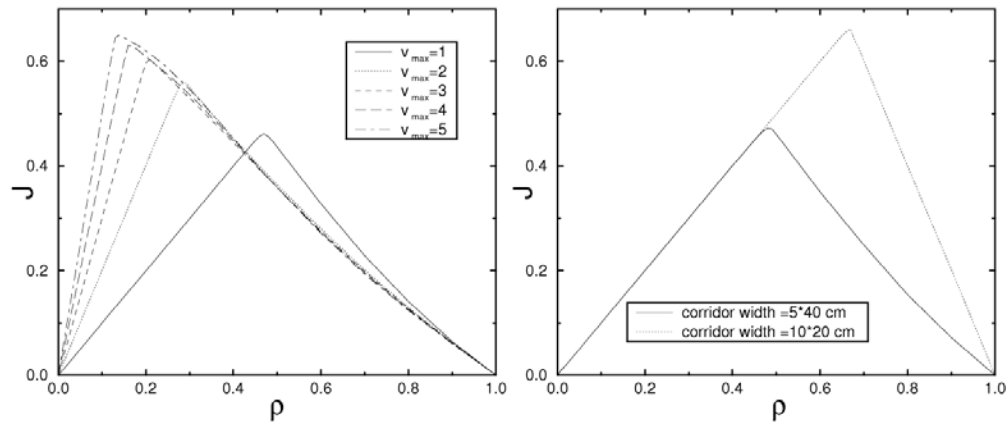 J
0.6
0.4
0.2
0.0
0.0 0.2 0.4 0.6 0.8 1.0
ρ
v_max=1
v_max=2
v_max=3
v_max=4
v_max=5
J
0.6
0.4
0.2
0.0
0.0 0.2 0.4 0.6 0.8 1.0
ρ
corridor width =5*40 cm
corridor width =10*20 cm